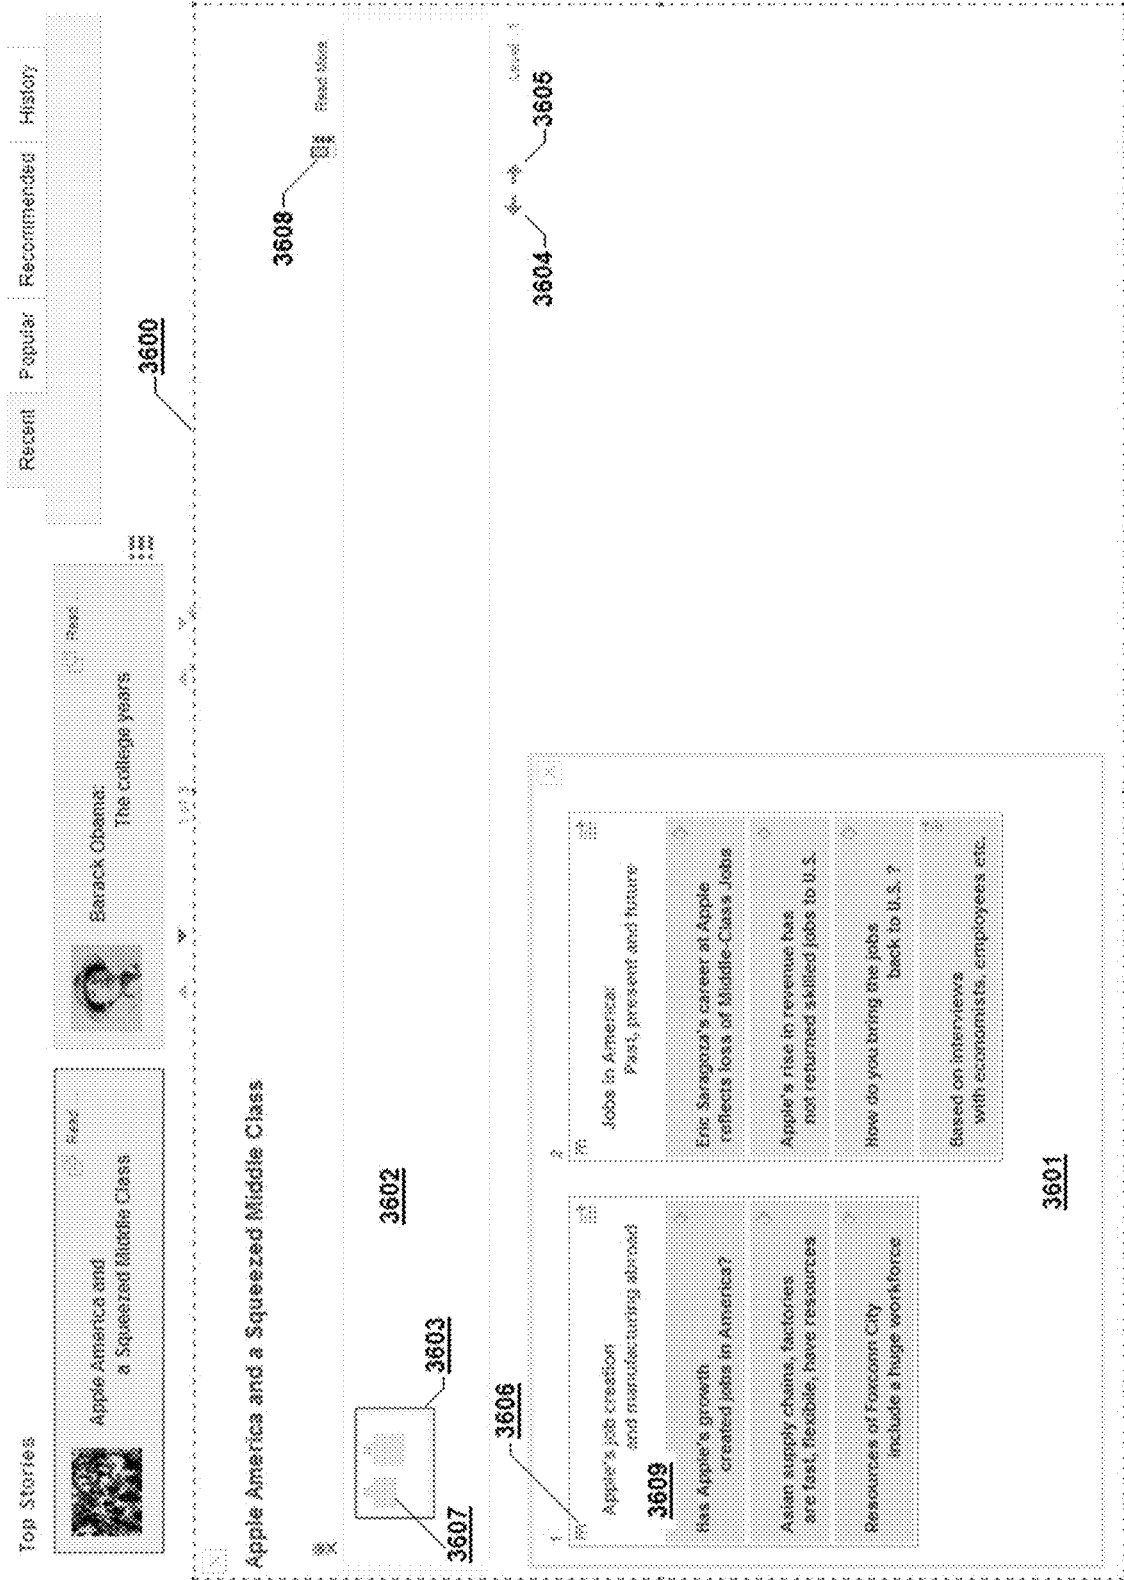 Top Stories
Recent
Popular
Recommended
History
Apple America and
a Squeezed Middle Class
Read
Barack Obama:
The college years
Read
3600
Apple America and a Squeezed Middle Class
3608
Read More
3602
3603
3607
3604
3605
Level
3606
1
Apple's job creation
and manufacturing abroad
3609
Has Apple's growth
created jobs in America?
Asian supply chains, factories
are fast, flexible, have resources
Resources of Foxconn City
include a huge workforce
2
Jobs in America:
Past, present and future
Eric Saragoza's career at Apple
reflects loss of Middle-Class Jobs
Apple's rise in revenue has
not returned skilled jobs to U.S.
How do you bring the jobs
back to U.S. ?
Based on interviews
with economists, employees etc.
3601